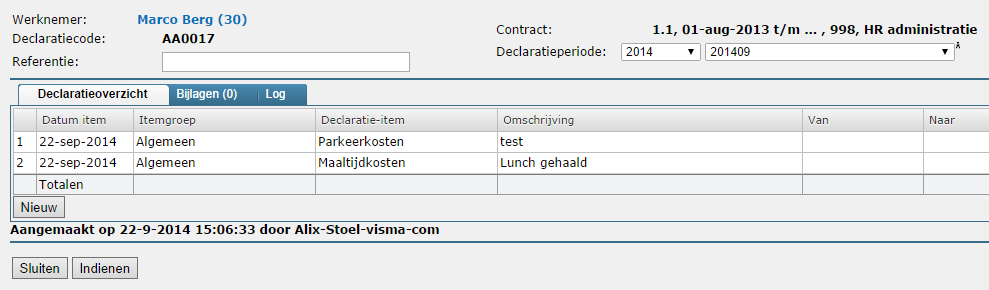 Werknemer: Marco Berg (30)
Declaratiecode: AA0017
Referentie:
Contract: 1.1, 01-aug-2013 t/m ... , 998, HR administratie
Declaratieperiode: 2014 201409
Declaratieoverzicht Bijlagen (0) Log
Datum item Itemgroep Declaratie-item Omschrijving Van Naar
1 22-sep-2014 Algemeen Parkeerkosten test
2 22-sep-2014 Algemeen Maaltijdkosten Lunch gehaald
Totalen
Nieuw
Aangemaakt op 22-9-2014 15:06:33 door Alix-Stoel-visma-com
Sluiten Indienen